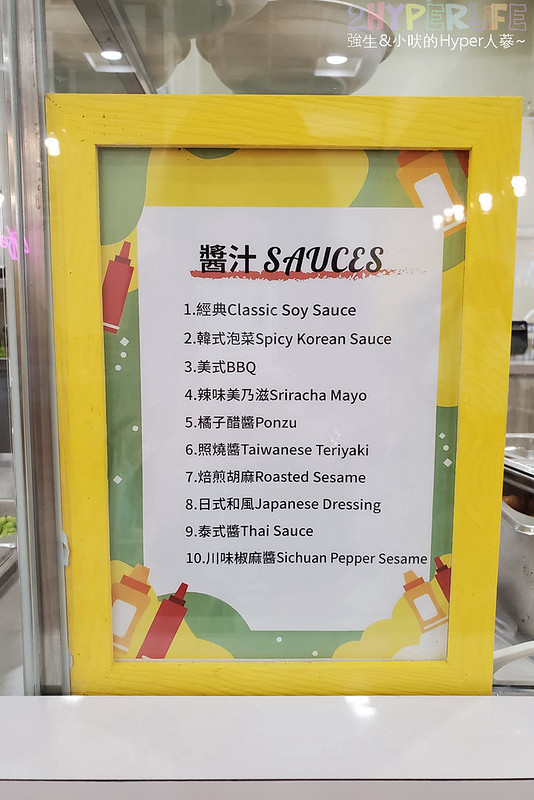 2HYPERLIFE
強生&小吠的Hyper人蔘~
醬汁 SAUCES
1.經典Classic Soy Sauce
2.韓式泡菜Spicy Korean Sauce
3.美式BBQ
4.辣味美乃滋Sriracha Mayo
5.橘子醋醬Ponzu
6.照燒醬Taiwanese Teriyaki
7.焙煎胡麻Roasted Sesame
8.日式和風Japanese Dressing
9.泰式醬Thai Sauce
10.川味椒麻醬Sichuan Pepper Sesame